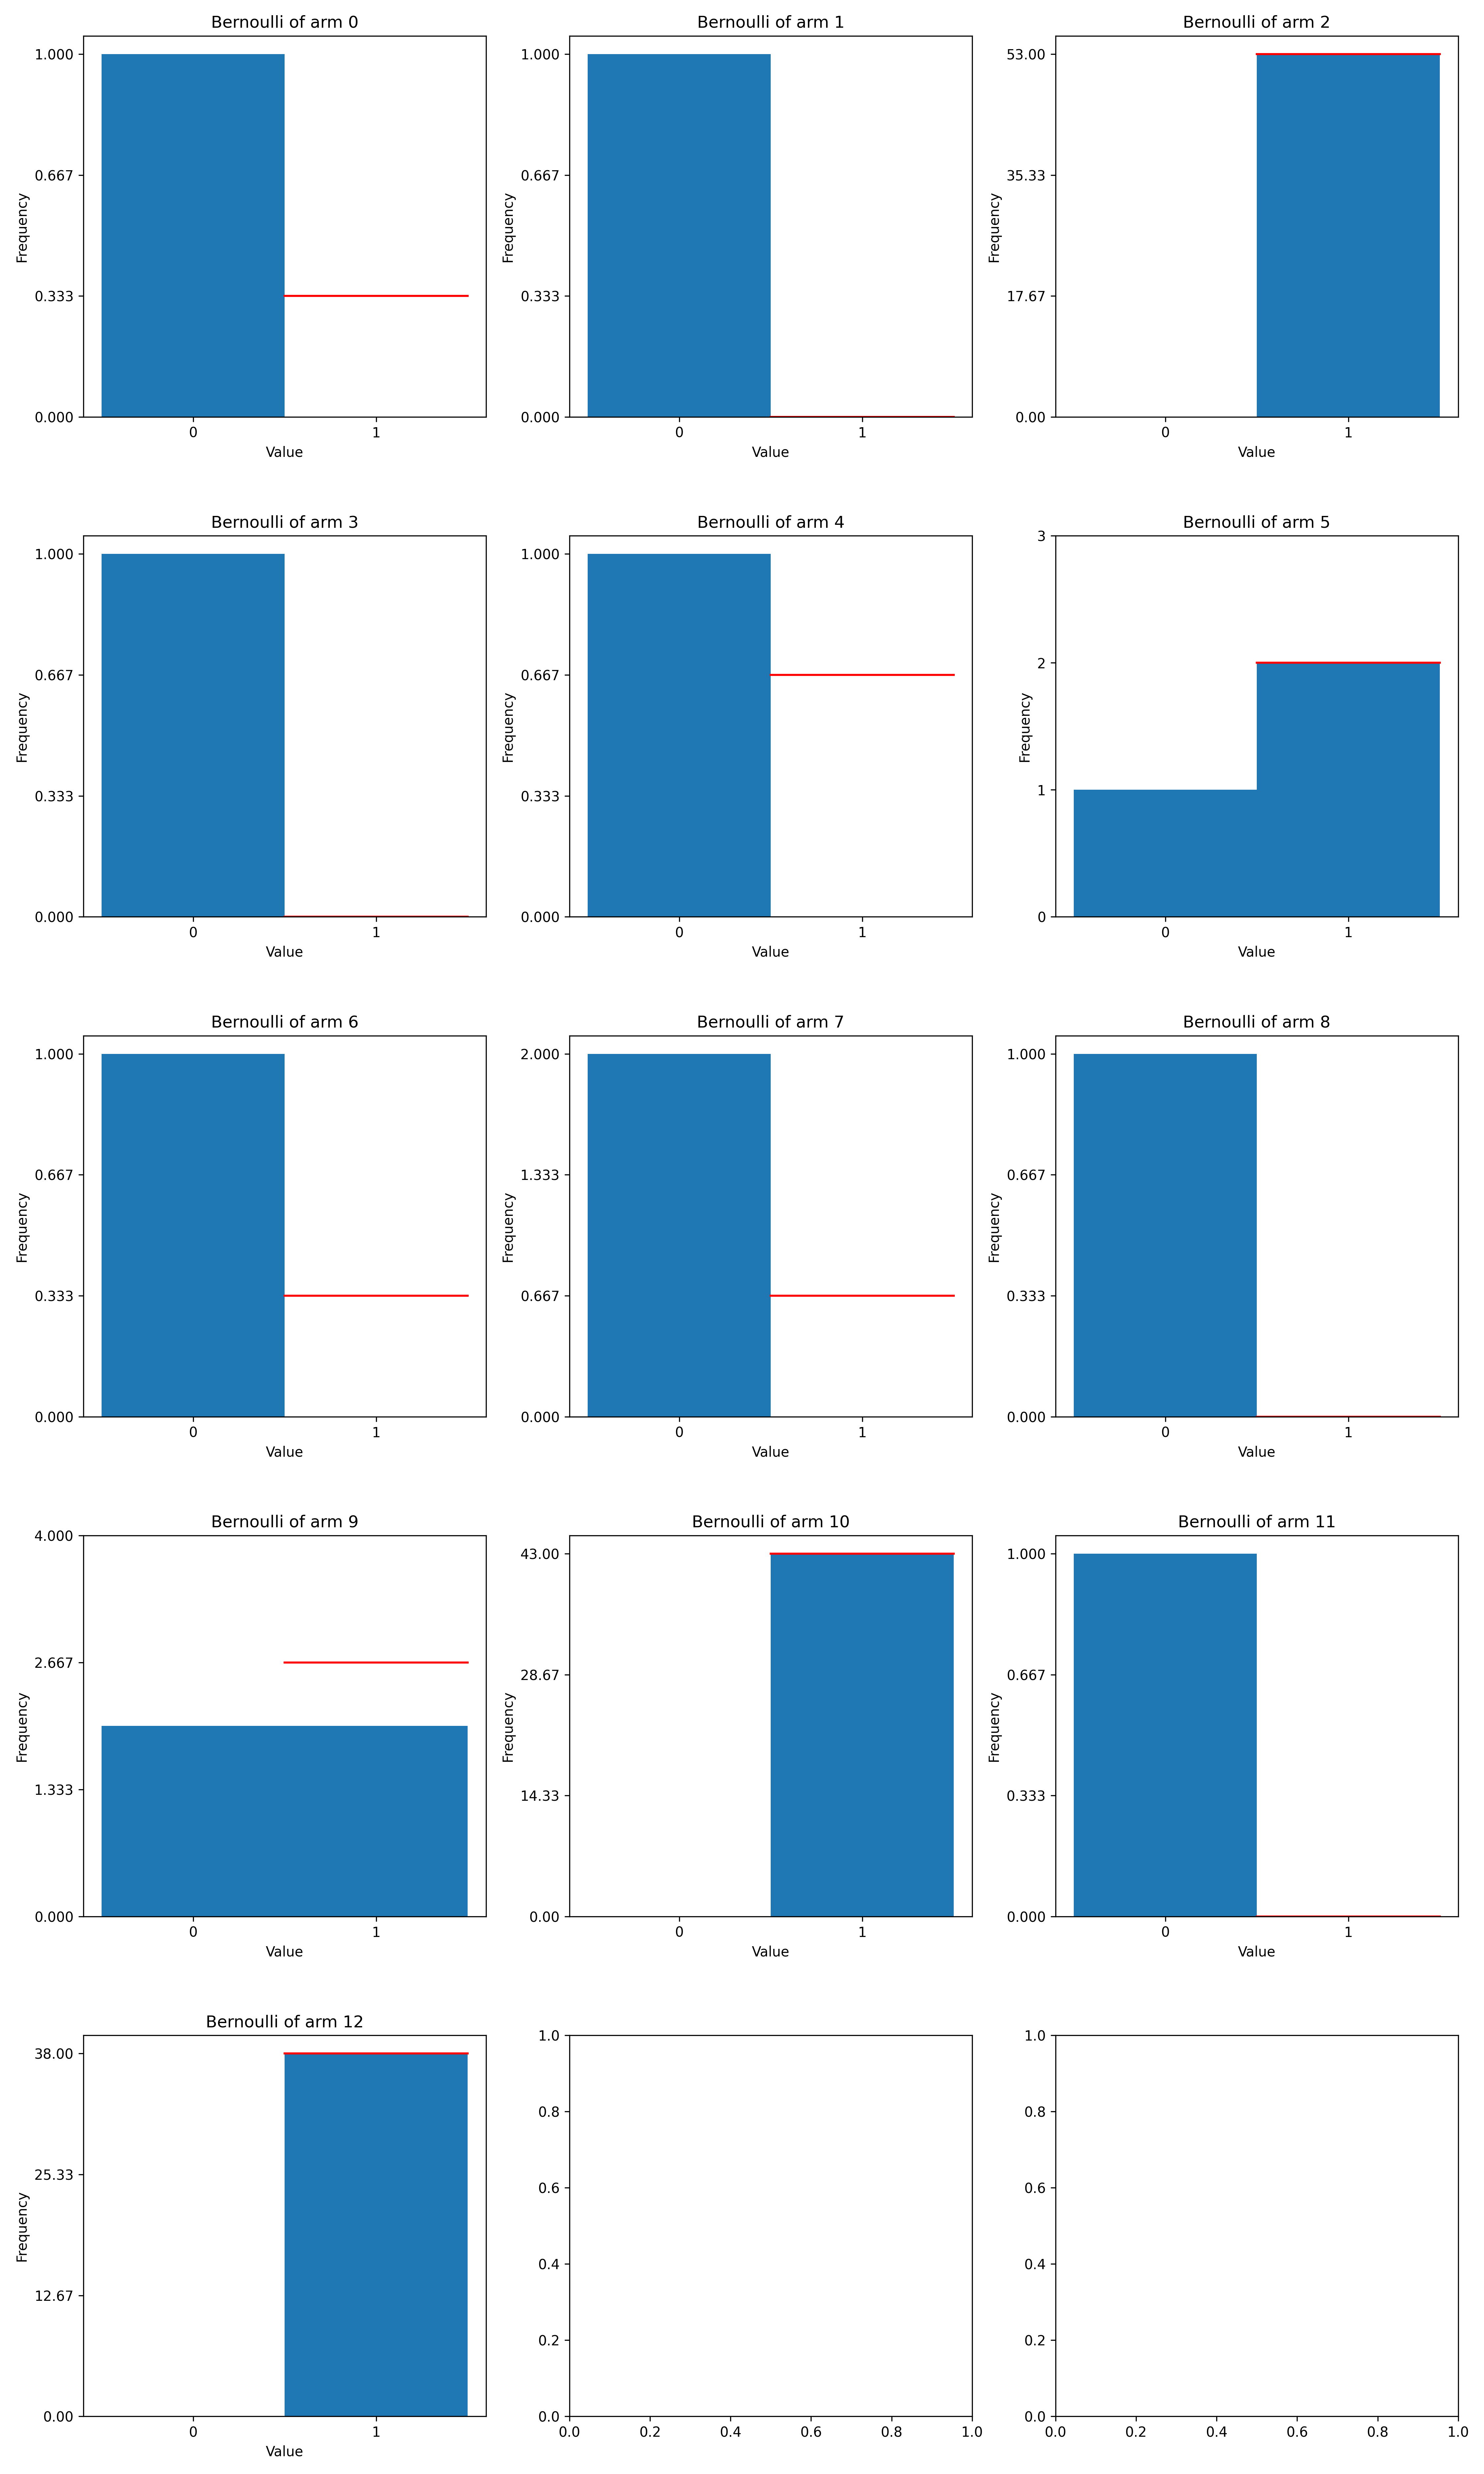 Bernoulli of arm 0
1.000
0.667
0.333
0.000
Frequency
0 1
Value
Bernoulli of arm 1
1.000
0.667
0.333
0.000
Frequency
0 1
Value
Bernoulli of arm 2
53.00
35.33
17.67
0.00
Frequency
0 1
Value
Bernoulli of arm 3
1.000
0.667
0.333
0.000
Frequency
0 1
Value
Bernoulli of arm 4
1.000
0.667
0.333
0.000
Frequency
0 1
Value
Bernoulli of arm 5
3
2
1
0
Frequency
0 1
Value
Bernoulli of arm 6
1.000
0.667
0.333
0.000
Frequency
0 1
Value
Bernoulli of arm 7
2.000
1.333
0.667
0.000
Frequency
0 1
Value
Bernoulli of arm 8
1.000
0.667
0.333
0.000
Frequency
0 1
Value
Bernoulli of arm 9
4.000
2.667
1.333
0.000
Frequency
0 1
Value
Bernoulli of arm 10
43.00
28.67
14.33
0.00
Frequency
0 1
Value
Bernoulli of arm 11
1.000
0.667
0.333
0.000
Frequency
0 1
Value
Bernoulli of arm 12
38.00
25.33
12.67
0.00
Frequency
0 1
Value
1.0
0.8
0.6
0.4
0.2
0.0
0.0 0.2 0.4 0.6 0.8 1.0
1.0
0.8
0.6
0.4
0.2
0.0
0.0 0.2 0.4 0.6 0.8 1.0